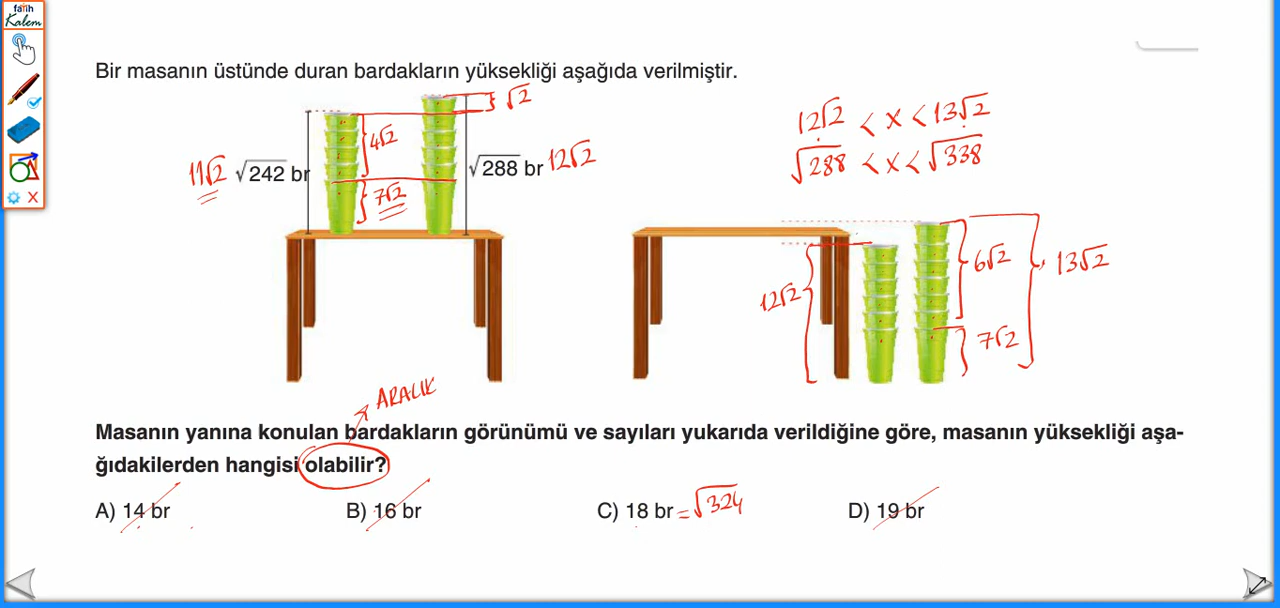 fatih
Kalem
Bir masanın üstünde duran bardakların yüksekliği aşağıda verilmiştir.
√2
4√2
11√2 √242 br
√288 br 12√2
7√2
12√2 < x < 13√2
√288 < x < √338
12√2
6√2
13√2
7√2
ARALIK
Masanın yanına konulan bardakların görünümü ve sayıları yukarıda verildiğine göre, masanın yüksekliği aşa-
ğıdakilerden hangisi olabilir?
A) 14 br B) 16 br C) 18 br = √324 D) 19 br